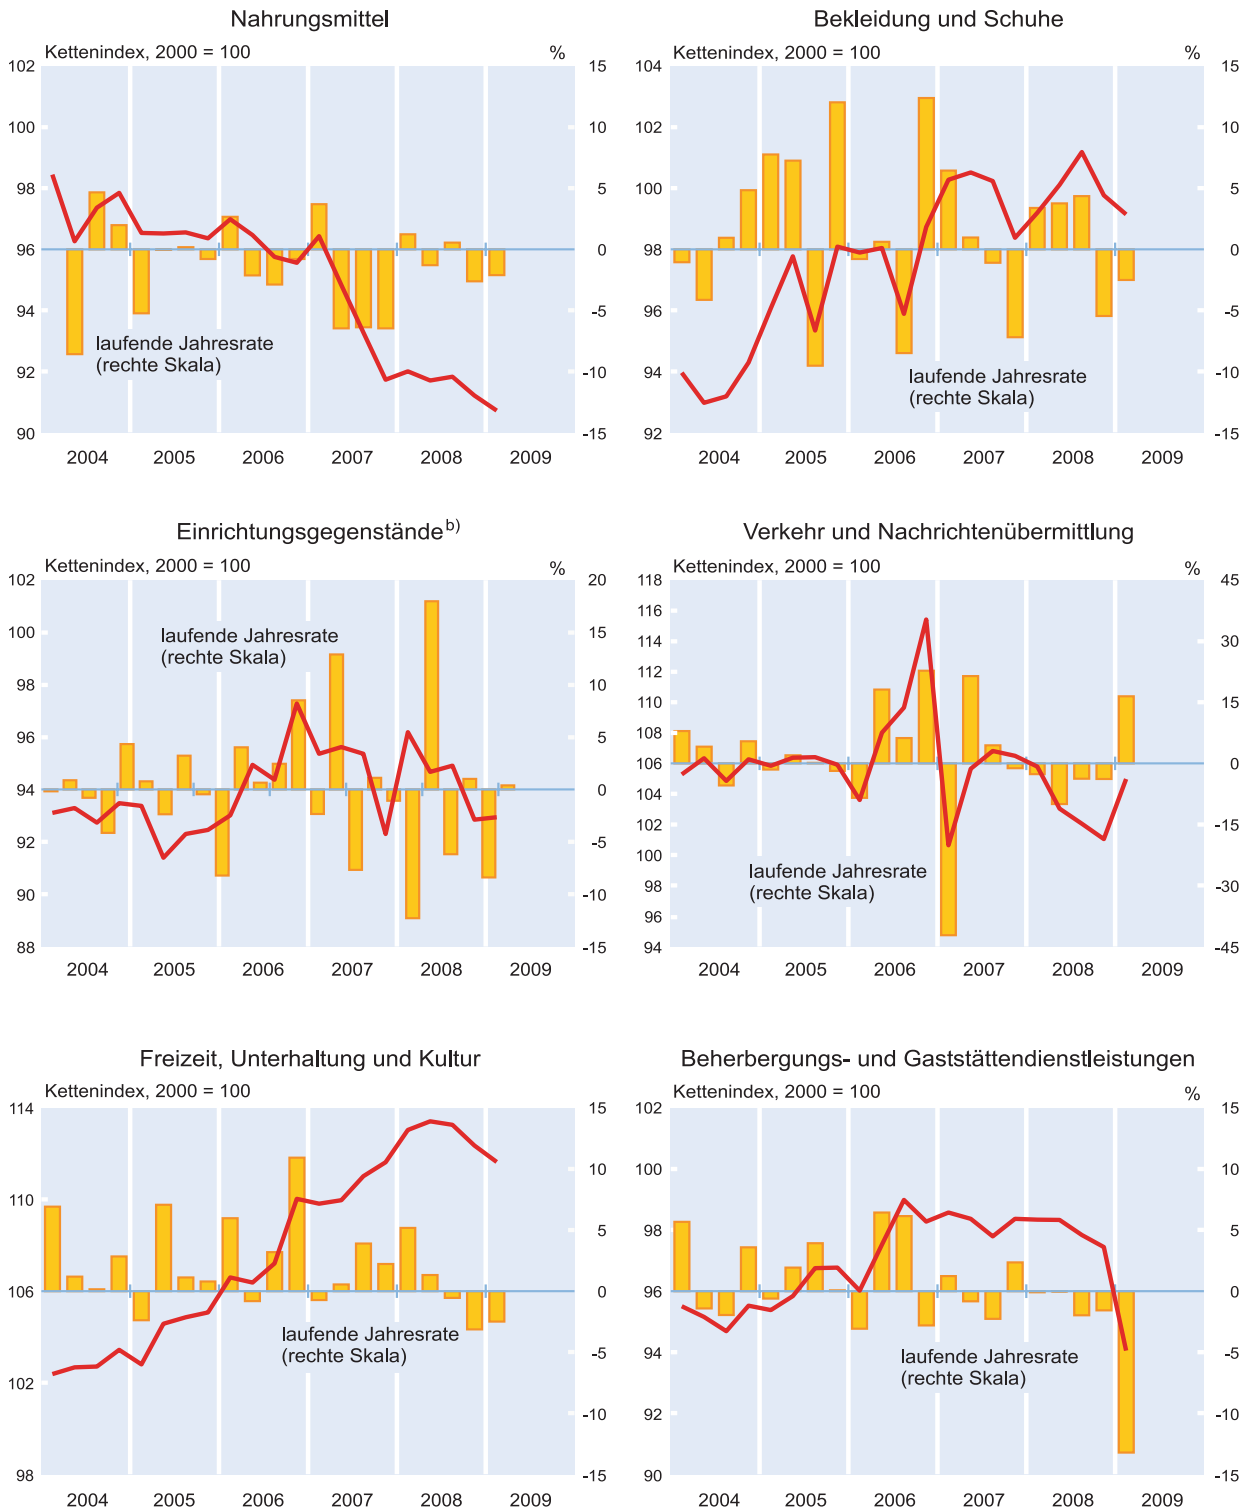 Nahrungsmittel
Kettenindex, 2000 = 100 %
102 15
100 10
98 5
96 0
94 -5
laufende Jahresrate
(rechte Skala)
92 -10
90 -15
2004 2005 2006 2007 2008 2009
Bekleidung und Schuhe
Kettenindex, 2000 = 100 %
104 15
102 10
100 5
98 0
96 -5
94 -10
laufende Jahresrate
(rechte Skala)
92 -15
2004 2005 2006 2007 2008 2009
Einrichtungsgegenstände b)
Kettenindex, 2000 = 100 %
102 20
laufende Jahresrate
100 15
(rechte Skala)
98 10
96 5
94 0
92 -5
90 -10
88 -15
2004 2005 2006 2007 2008 2009
Verkehr und Nachrichtenübermittlung
Kettenindex, 2000 = 100 %
118 45
116
114 30
112
110 15
108
106 0
104
102 -15
100
laufende Jahresrate
(rechte Skala)
98 -30
96
94 -45
2004 2005 2006 2007 2008 2009
Freizeit, Unterhaltung und Kultur
Kettenindex, 2000 = 100
114 15
10
110
5
106 0
laufende Jahresrate
(rechte Skala)
-5
102
-10
98 -15
2004 2005 2006 2007 2008 2009
Beherbergungs- und Gaststättendienstleistungen
Kettenindex, 2000 = 100 %
102 15
100 10
98 5
96 0
94 -5
laufende Jahresrate
(rechte Skala)
92 -10
90 -15
2004 2005 2006 2007 2008 2009